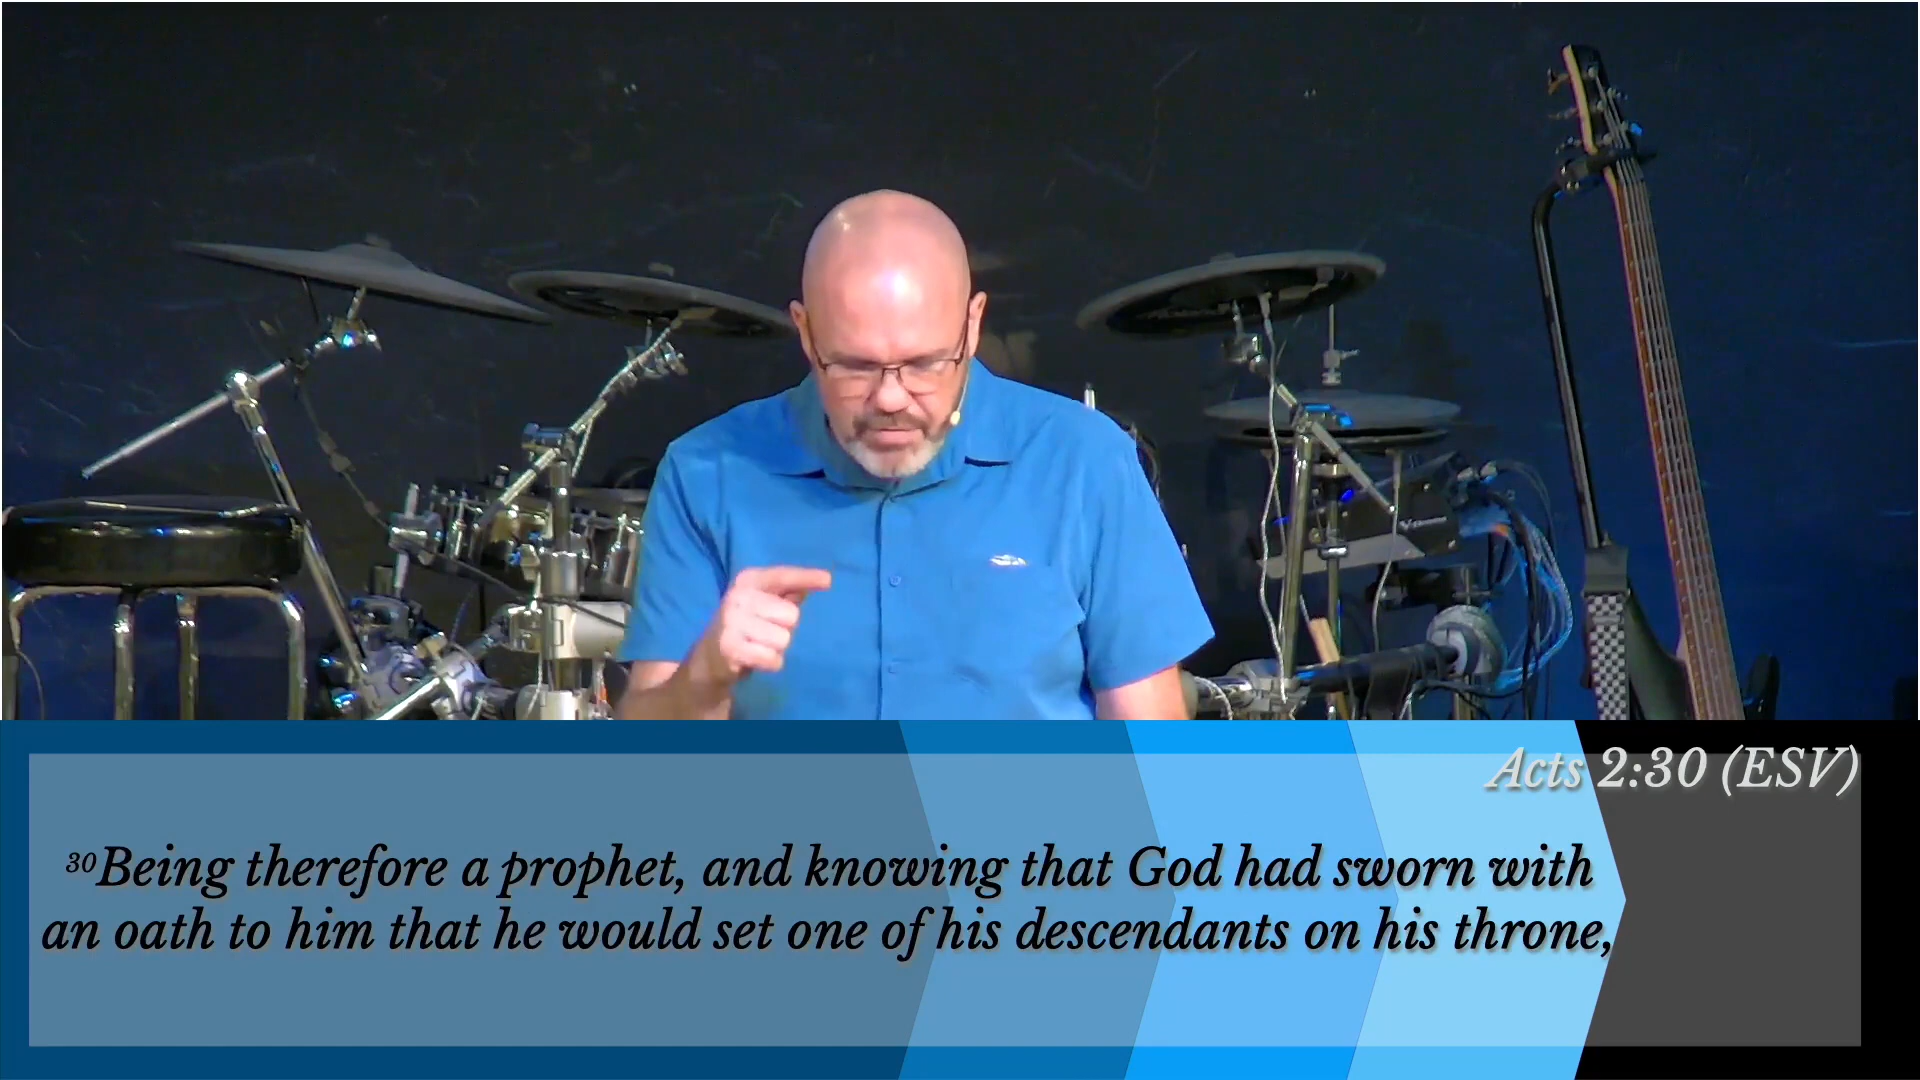 Acts 2:30 (ESV)
³⁰Being therefore a prophet, and knowing that God had sworn with
an oath to him that he would set one of his descendants on his throne,